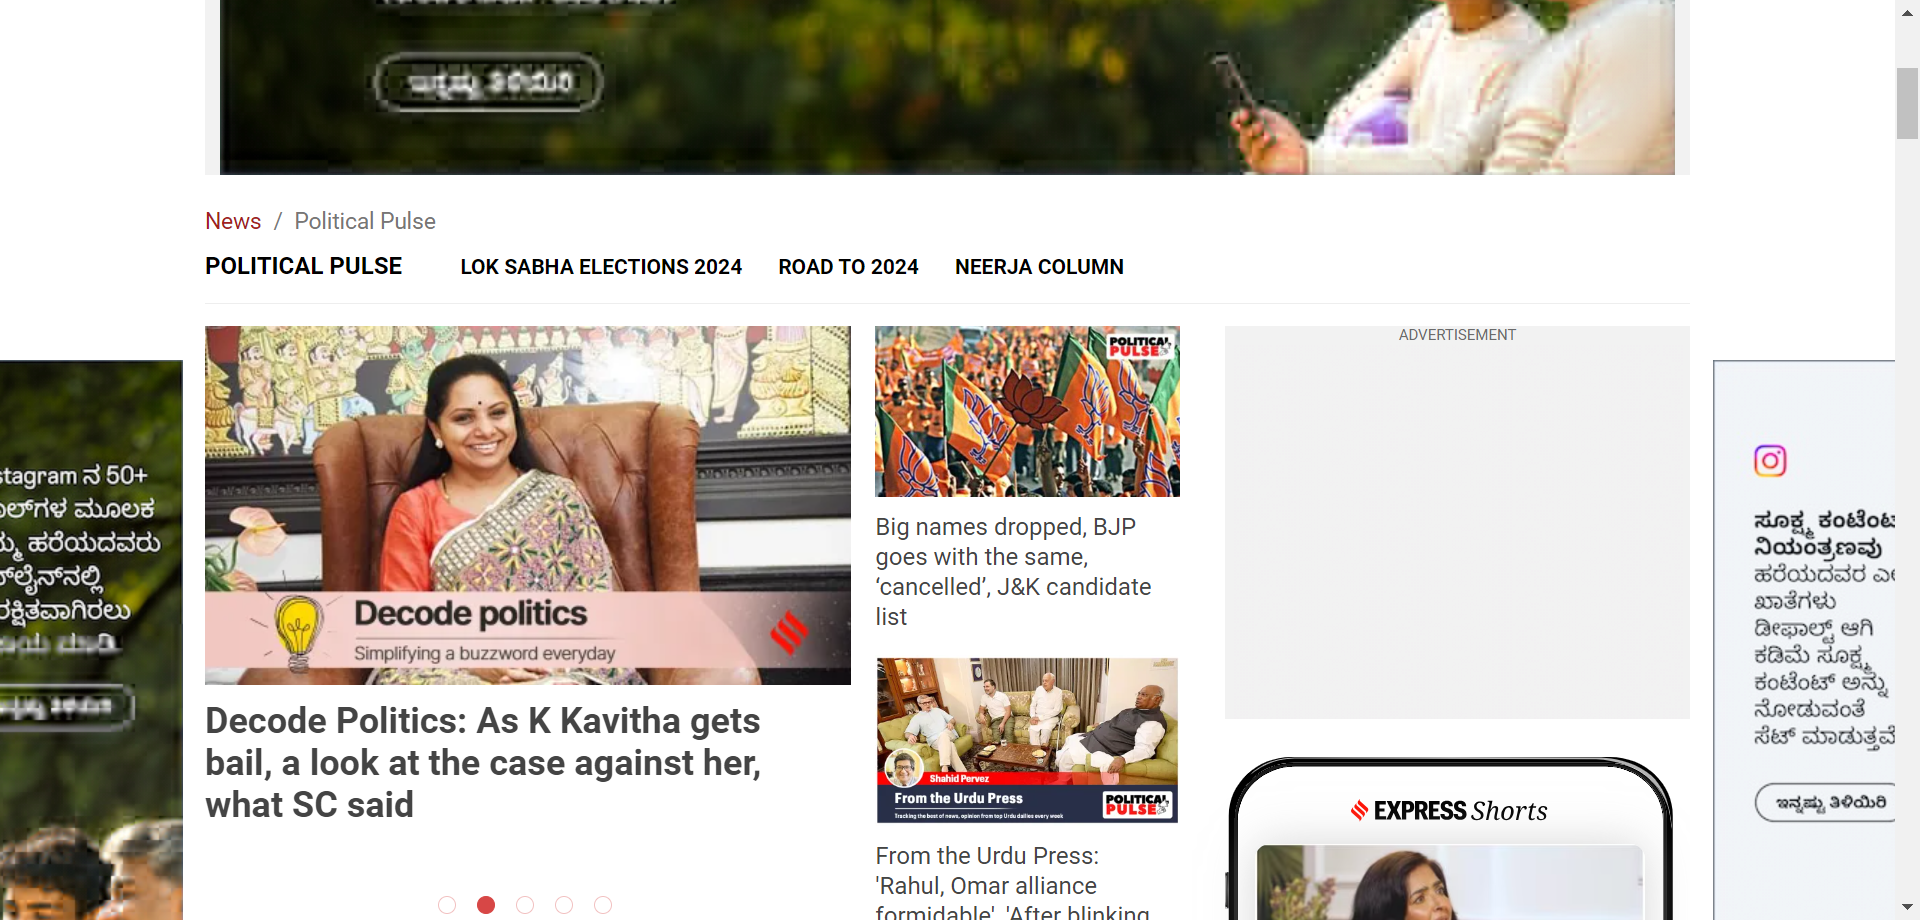 News / Political Pulse
POLITICAL PULSE LOK SABHA ELECTIONS 2024 ROAD TO 2024 NEERJA COLUMN
Decode politics
Simplifying a buzzword everyday
Decode Politics: As K Kavitha gets
bail, a look at the case against her,
what SC said
POLITICAL
PULSE
Big names dropped, BJP
goes with the same,
‘cancelled’, J&K candidate
list
Shahid Pervez
From the Urdu Press
Tracking the best of news, opinion from top Urdu dailies every week
POLITICAL
PULSE
From the Urdu Press:
'Rahul, Omar alliance
formidable', 'After blinking
ADVERTISEMENT
EXPRESS Shorts
stagram ನ 50+
ಲ್‌ಗಳ ಮೂಲಕ
ಹರೆಯದವರು
ರಕ್ಷಿತವಾಗಿರಲು
ಸೂಕ್ಷ್ಮ ಕಂಟೆಂಟ
ನಿಯಂತ್ರಣವು
ಹರೆಯದವರ ಎಲ
ಖಾತೆಗಳು
ಡೀಫಾಲ್ಟ್ ಆಗಿ
ಕಡಿಮೆ ಸೂಕ್ಷ್ಮ
ಕಂಟೆಂಟ್ ಅನ್ನು
ನೋಡುವಂತೆ
ಸೆಟ್ ಮಾಡುತ್ತವೆ
ಇನ್ನಷ್ಟು ತಿಳಿಯಿರಿ